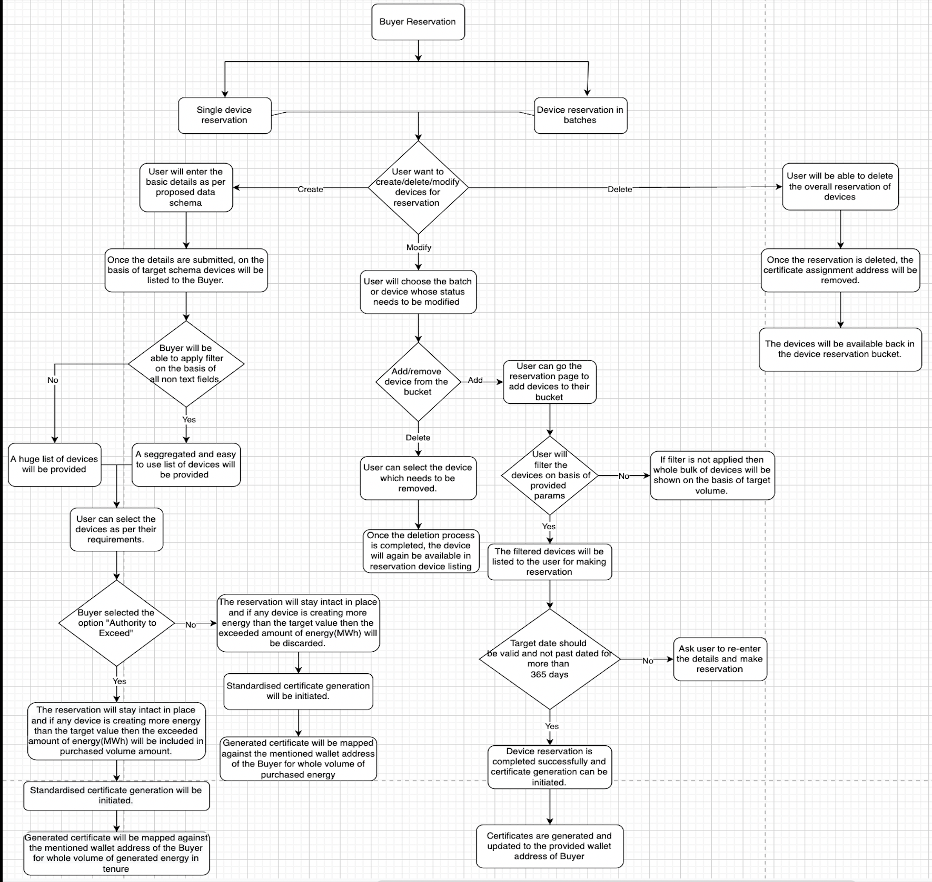 Buyer Reservation
Single device
reservation
Device reservation in
batches
User want to
create/delete/modify
devices for
reservation
Create
Delete
Modify
User will enter the
basic details as per
proposed data
schema
Once the details are submitted, on the
basis of target schema devices will be
listed to the Buyer.
Buyer will be
able to apply filter
on the basis of
all non text fields.
No
Yes
A huge list of devices
will be provided
A seggregated and easy
to use list of devices will
be provided
User can select the
devices as per their
requirements.
Buyer selected the
option "Authority to
Exceed"
No
Yes
The reservation will stay intact in place
and if any device is creating more
energy than the target value then the
exceeded amount of energy(MWh) will
be discarded.
Standardised certificate generation
will be initiated.
Generated certificate will be mapped
against the mentioned wallet address
of the Buyer for whole volume of
purchased energy
The reservation will stay intact in place
and if any device is creating more energy
than the target value then the exceeded
amount of energy(MWh) will be included in
purchased volume amount.
Standardised certificate generation will be
initiated.
Generated certificate will be mapped against
the mentioned wallet address of the Buyer
for whole volume of generated energy in
tenure
User will choose the batch
or device whose status
needs to be modified
Add/remove
device from the
bucket
Add
Delete
User can select the device
which needs to be
removed.
Once the deletion process
is completed, the device
will again be available in
reservation device listing
User can go the
reservation page to
add devices to their
bucket
User will
filter the
devices on basis of
provided
params
No
Yes
If filter is not applied then
whole bulk of devices will be
shown on the basis of target
volume.
The filtered devices will be
listed to the user for making
reservation
Target date should
be valid and not past dated for
more than
365 days
No
Yes
Ask user to re-enter
the details and make
reservation
Device reservation is
completed successfully and
certificate generation can be
initiated.
Certificates are generated and
updated to the provided wallet
address of Buyer
User will be able to delete
the overall reservation of
devices
Once the reservation is deleted, the
certificate assignment address will be
removed.
The devices will be available back in
the device reservation bucket.